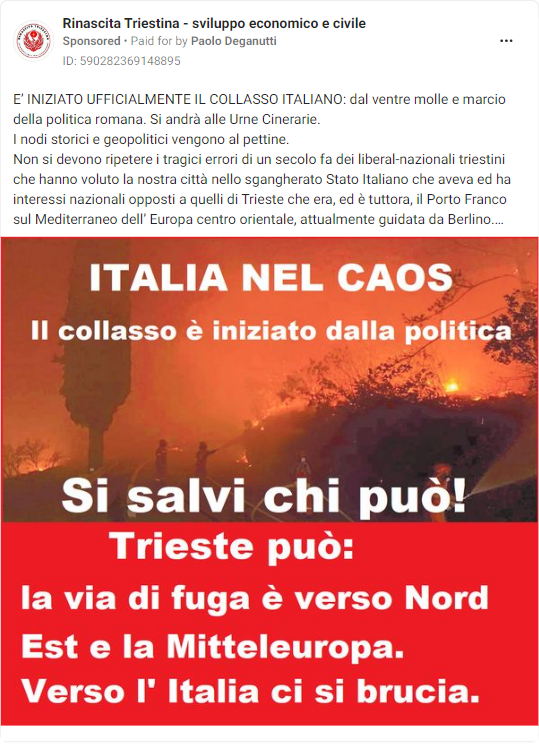 Rinascita Triestina - sviluppo economico e civile
Sponsored • Paid for by Paolo Deganutti
ID: 590282369148895
E' INIZIATO UFFICIALMENTE IL COLLASSO ITALIANO: dal ventre molle e marcio
della politica romana. Si andrà alle Urne Cinerarie.
I nodi storici e geopolitici vengono al pettine.
Non si devono ripetere i tragici errori di un secolo fa dei liberal-nazionali triestini
che hanno voluto la nostra città nello sgangherato Stato Italiano che aveva ed ha
interessi nazionali opposti a quelli di Trieste che era, ed è tuttora, il Porto Franco
sul Mediterraneo dell' Europa centro orientale, attualmente guidata da Berlino....
ITALIA NEL CAOS
Il collasso è iniziato dalla politica
Si salvi chi può!
Trieste può:
la via di fuga è verso Nord
Est e la Mitteleuropa.
Verso l' Italia ci si brucia.